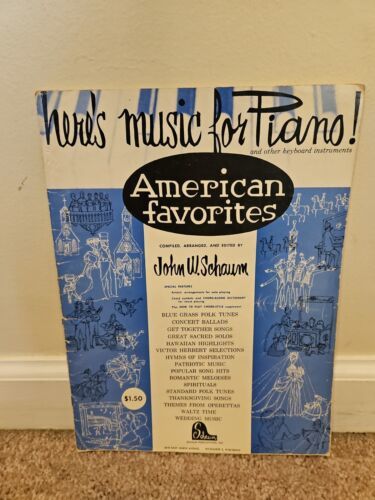 here's music for Piano!
and other keyboard instruments
American
favorites
COMPILED, ARRANGED, AND EDITED BY
John W. Schaum
SPECIAL FEATURES
BLUE GRASS FOLK TUNES
CONCERT BALLADS
GET TOGETHER SONGS
GREAT SACRED SOLOS
HAWAIIAN HIGHLIGHTS
VICTOR HERBERT SELECTIONS
HYMNS OF INSPIRATION
PATRIOTIC MUSIC
POPULAR SONG HITS
ROMANTIC MELODIES
SPIRITUALS
STANDARD FOLK TUNES
THANKSGIVING SONGS
THEMES FROM OPERETTAS
WALTZ TIME
WEDDING MUSIC
$1.50
Schaum